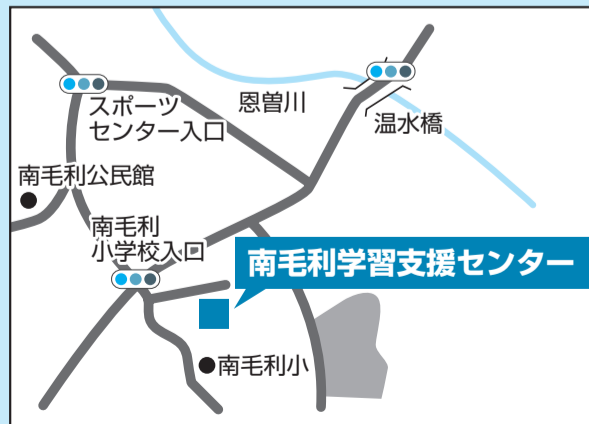 恩曽川
温水橋
スポーツ
センター入口
南毛利公民館
南毛利
小学校入口
南毛利学習支援センター
南毛利小